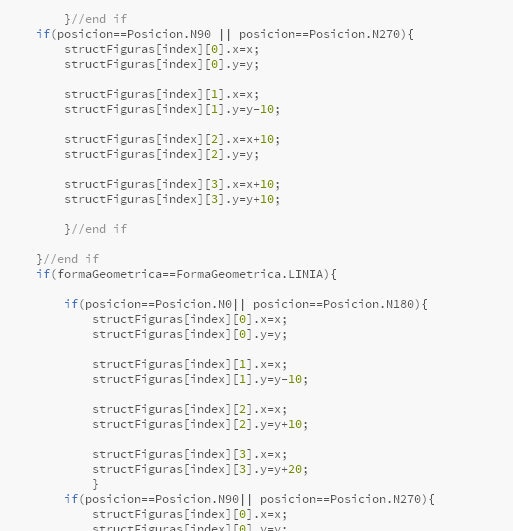 }//end if
if(posicion==Posicion.N90 || posicion==Posicion.N270){
structFiguras[index][0].x=x;
structFiguras[index][0].y=y;
structFiguras[index][1].x=x;
structFiguras[index][1].y=y-10;
structFiguras[index][2].x=x+10;
structFiguras[index][2].y=y;
structFiguras[index][3].x=x+10;
structFiguras[index][3].y=y+10;
}//end if
}//end if
if(formaGeometrica==FormaGeometrica.LINIA){
if(posicion==Posicion.N0|| posicion==Posicion.N180){
structFiguras[index][0].x=x;
structFiguras[index][0].y=y;
structFiguras[index][1].x=x;
structFiguras[index][1].y=y-10;
structFiguras[index][2].x=x;
structFiguras[index][2].y=y+10;
structFiguras[index][3].x=x;
structFiguras[index][3].y=y+20;
}
if(posicion==Posicion.N90|| posicion==Posicion.N270){
structFiguras[index][0].x=x;
structFiguras[index][0].y=y;